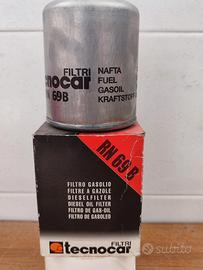 FILTRI
tecnocar
RN 69B
NAFTA
FUEL
GASOIL
KRAFTSTOFF
RN 69 B
FILTRO GASOLIO
FILTRE A GAZOLE
DIESELFILTER
DIESEL OIL FILTER
FILTRO DE GAS-OIL
FILTRO DE GASOLEO
FILTRI
tecnocar
subito